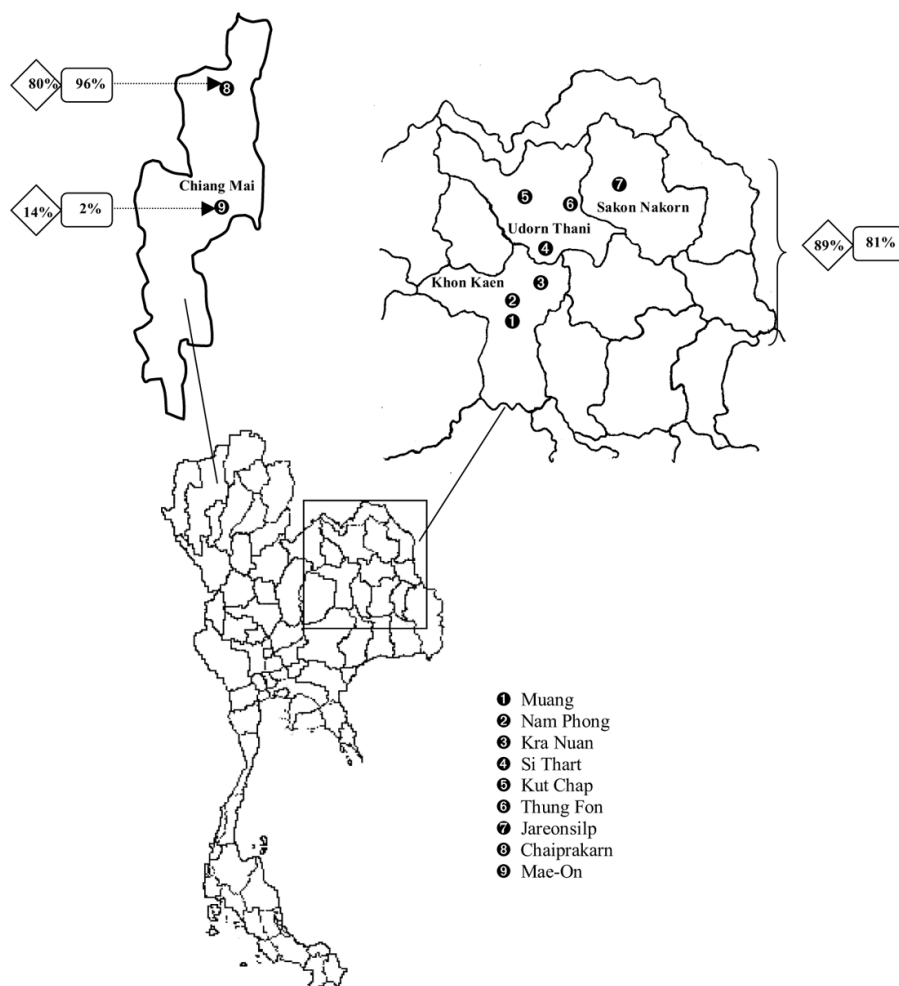 80% 96%
8
Chiang Mai
14% 2%
9
5
6
7
Sakon Nakorn
Udorn Thani
4
89% 81%
Khon Kaen
3
2
1
1 Muang
2 Nam Phong
3 Kra Nuan
4 Si Thart
5 Kut Chap
6 Thung Fon
7 Jareonsilp
8 Chaiprakarn
9 Mae-On